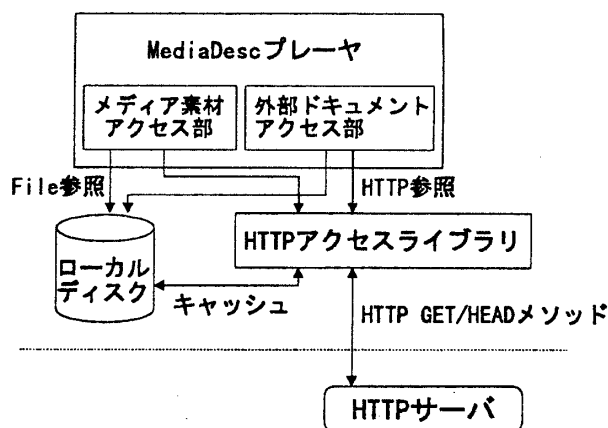 MediaDescプレーヤ
メディア素材
アクセス部
外部ドキュメント
アクセス部
File参照
HTTP参照
HTTPアクセスライブラリ
ローカル
ディスク
キャッシュ
HTTP GET/HEADメソッド
HTTPサーバ